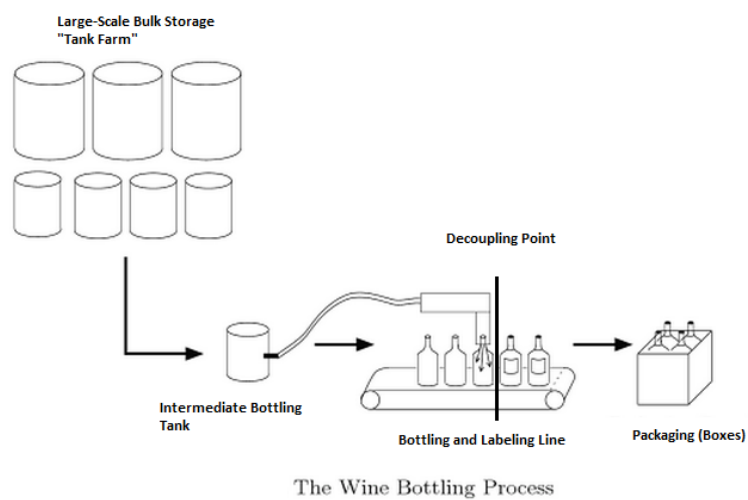 Large-Scale Bulk Storage
"Tank Farm"
Decoupling Point
Intermediate Bottling
Tank
Bottling and Labeling Line
Packaging (Boxes)
The Wine Bottling Process